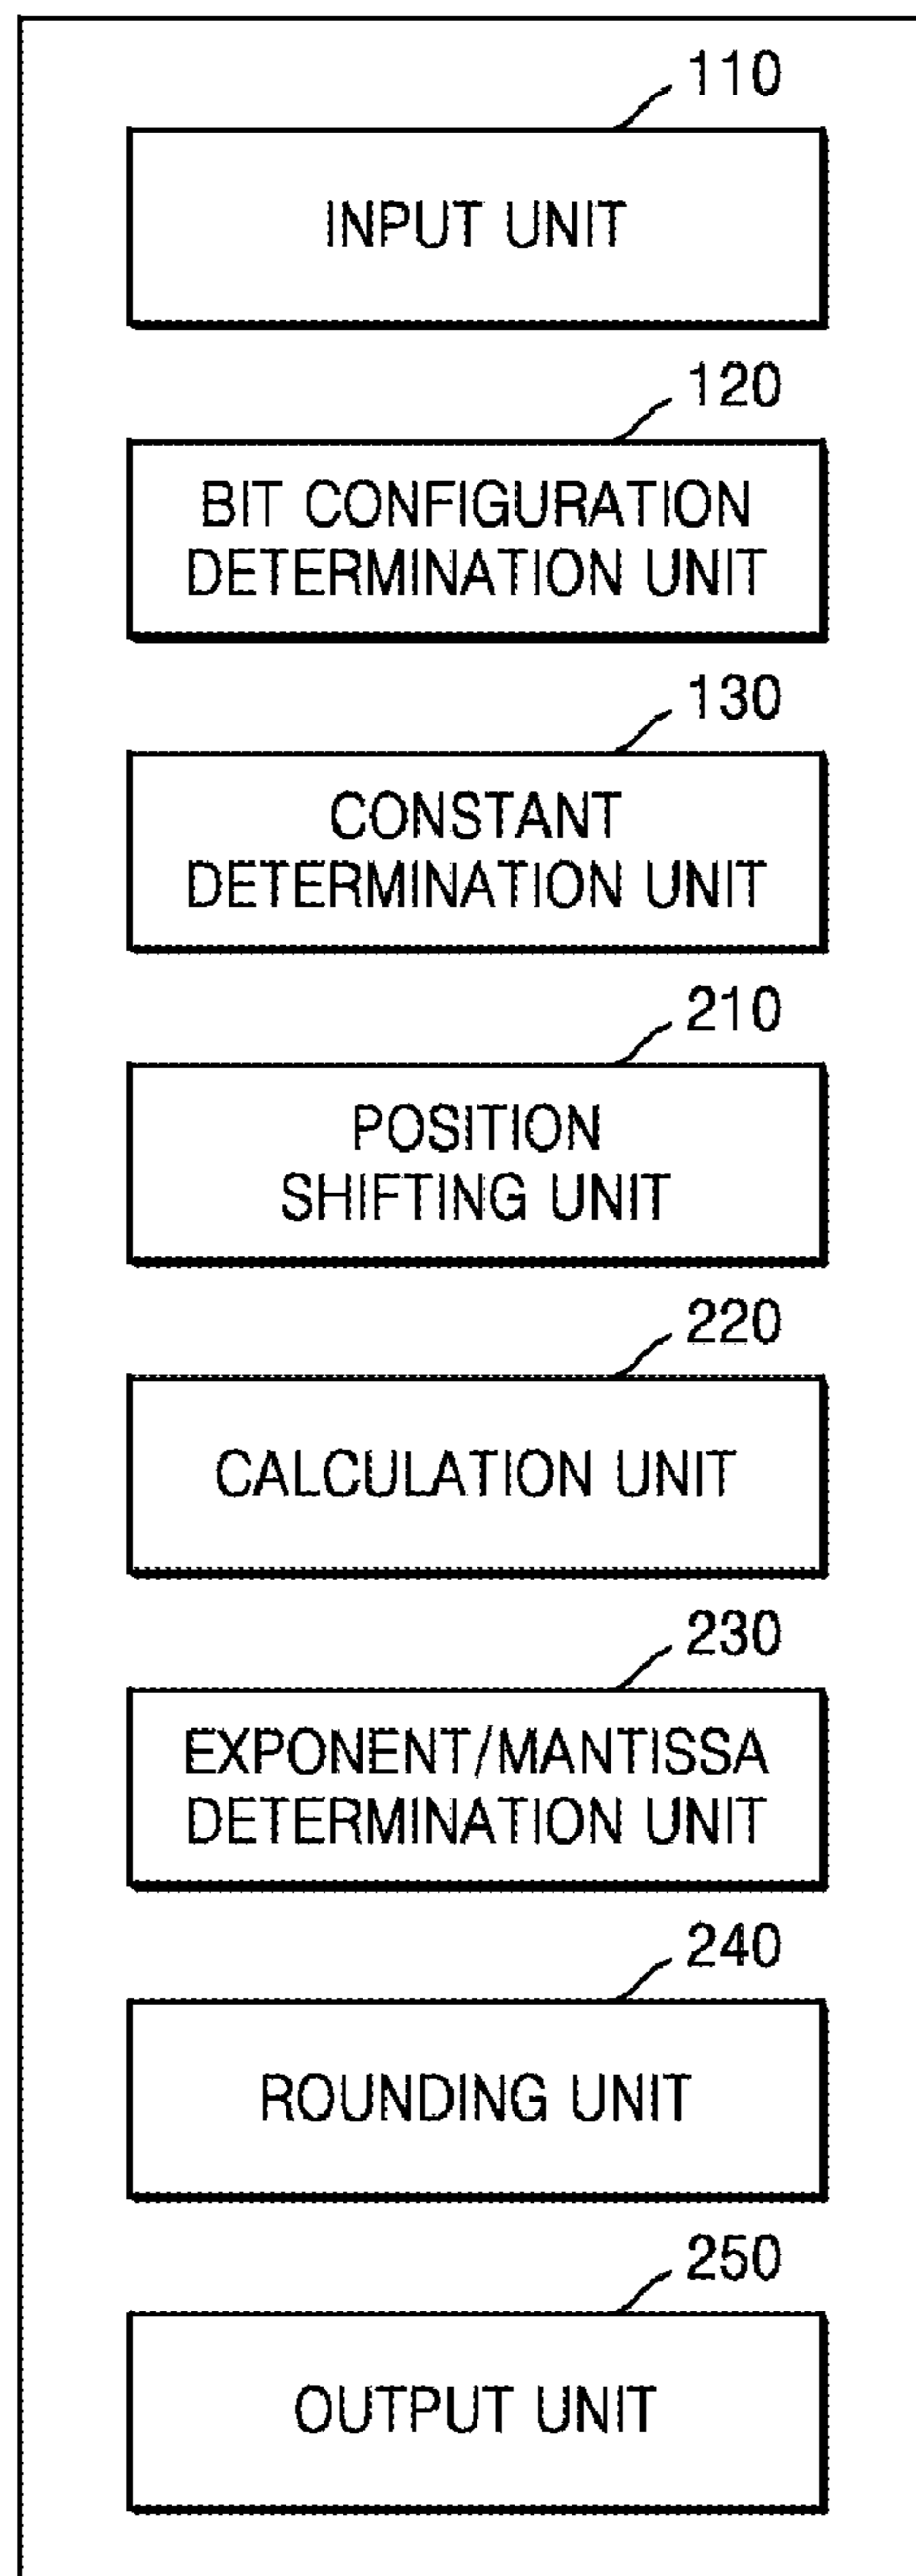 110
INPUT UNIT
120
BIT CONFIGURATION
DETERMINATION UNIT
130
CONSTANT
DETERMINATION UNIT
210
POSITION
SHIFTING UNIT
220
CALCULATION UNIT
230
EXPONENT/MANTISSA
DETERMINATION UNIT
240
ROUNDING UNIT
250
OUTPUT UNIT